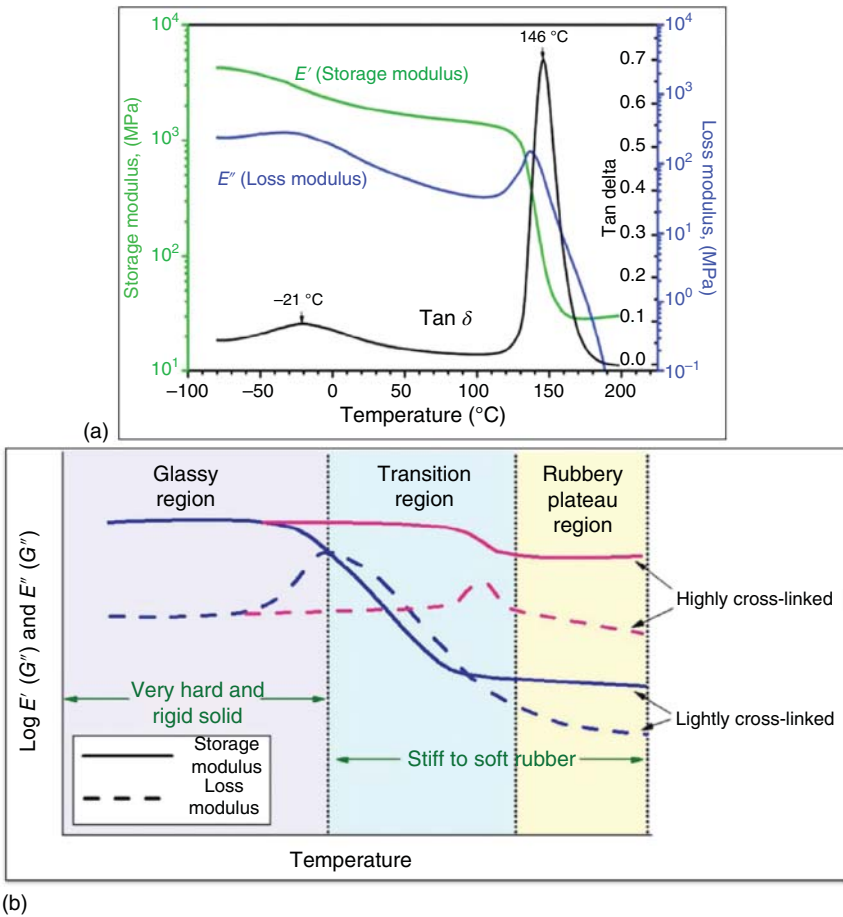 10⁴
10³
10²
10¹
Storage modulus, (MPa)
E′ (Storage modulus)
E″ (Loss modulus)
146 °C
–21 °C
Tan δ
0.7
0.6
0.5
0.4
0.3
0.2
0.1
0.0
Tan delta
10⁴
10³
10²
10¹
10⁰
10⁻¹
Loss modulus, (MPa)
–100
–50
0
50
100
150
200
Temperature (°C)
(a)
Glassy
region
Transition
region
Rubbery
plateau
region
Log E′ (G″) and E″ (G″)
Highly cross-linked
Very hard and
rigid solid
Lightly cross-linked
Stiff to soft rubber
Storage
modulus
Loss
modulus
Temperature
(b)